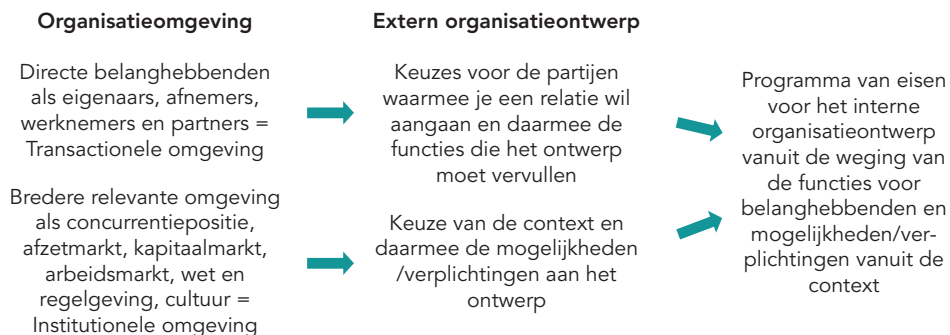 Organisatieomgeving
Directe belanghebbenden
als eigenaars, afnemers,
werknemers en partners =
Transactionele omgeving
Bredere relevante omgeving
als concurrentiepositie,
afzetmarkt, kapitaalmarkt,
arbeidsmarkt, wet en
regelgeving, cultuur =
Institutionele omgeving
Extern organisatieontwerp
Keuzes voor de partijen
waarmee je een relatie wil
aangaan en daarmee de
functies die het ontwerp
moet vervullen
Keuze van de context en
daarmee de mogelijkheden
/verplichtingen aan het
ontwerp
Programma van eisen
voor het interne
organisatieontwerp
vanuit de weging van
de functies voor
belanghebbenden en
mogelijkheden/ver-
plichtingen vanuit de
context